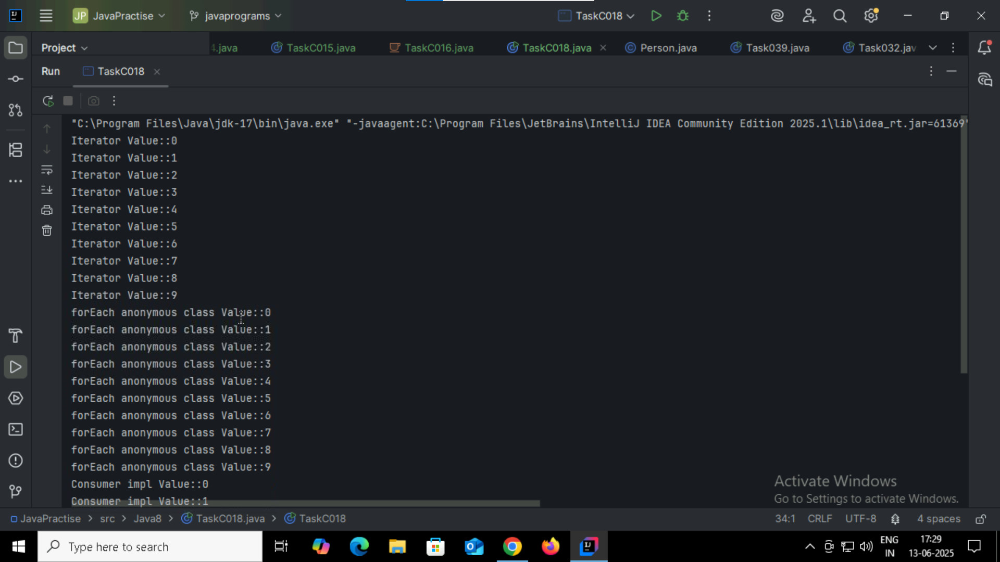 JP JavaPractise
javaprograms
TaskC018
Project
4.java
TaskC015.java
TaskC016.java
TaskC018.java
Person.java
Task039.java
Task032.jav
Run
TaskC018
"C:\Program Files\Java\jdk-17\bin\java.exe" "-javaagent:C:\Program Files\JetBrains\IntelliJ IDEA Community Edition 2025.1\lib\idea_rt.jar=61369"
Iterator Value::0
Iterator Value::1
Iterator Value::2
Iterator Value::3
Iterator Value::4
Iterator Value::5
Iterator Value::6
Iterator Value::7
Iterator Value::8
Iterator Value::9
forEach anonymous class Value::0
forEach anonymous class Value::1
forEach anonymous class Value::2
forEach anonymous class Value::3
forEach anonymous class Value::4
forEach anonymous class Value::5
forEach anonymous class Value::6
forEach anonymous class Value::7
forEach anonymous class Value::8
forEach anonymous class Value::9
Consumer impl Value::0
Consumer impl Value::1
Activate Windows
Go to Settings to activate Windows.
JavaPractise > src > Java8 > TaskC018.java > TaskC018
34:1 CRLF UTF-8 4 spaces
Type here to search
ENG
IN
17:29
13-06-2025